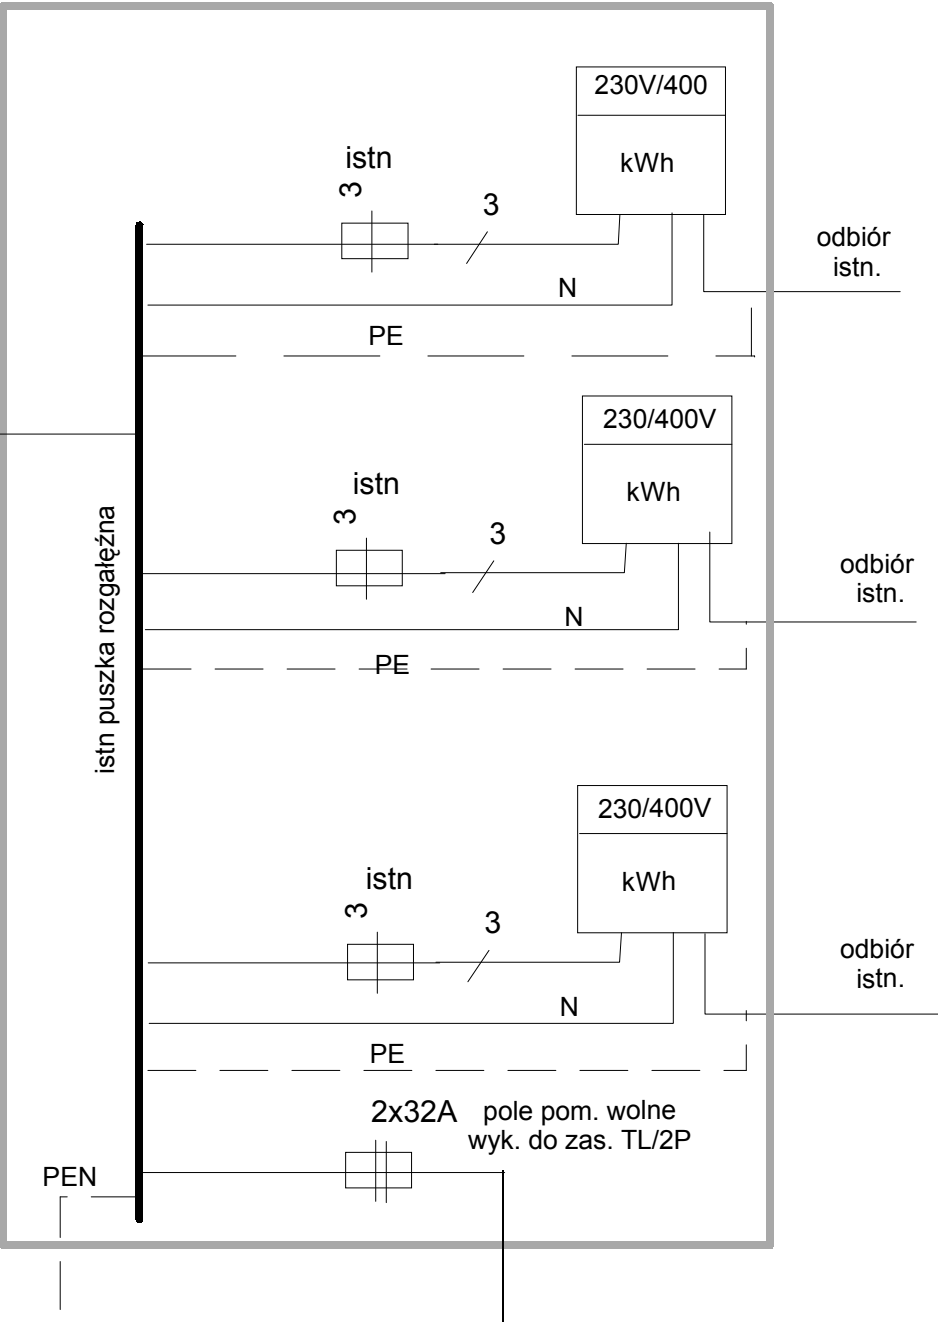 230V/400
kWh
istn
3
3
odbiór
istn.
N
PE
230/400V
kWh
istn
3
3
odbiór
istn.
N
PE
istn puszka rozgałęźna
230/400V
kWh
istn
3
3
odbiór
istn.
N
PE
2x32A
pole pom. wolne
wyk. do zas. TL/2P
PEN